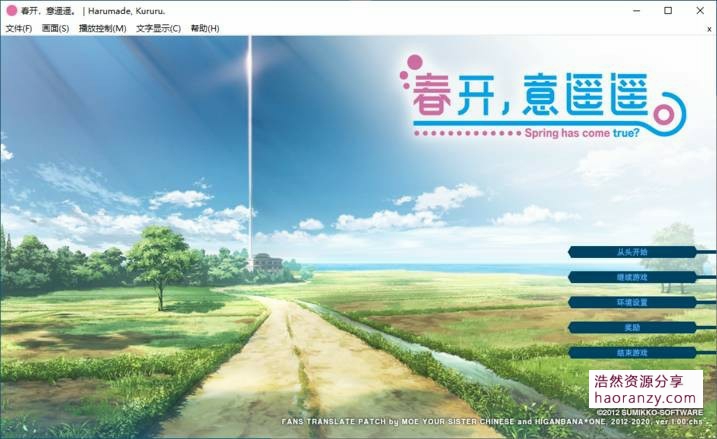 春开，意遥遥。 | Harumade, Kururu.
文件(F) 画面(S) 播放控制(M) 文字显示(C) 帮助(H) x
春开，意遥遥。
Spring has come true?
从头开始
继续游戏
环境设置
奖励
结束游戏
浩然资源分享
haoranzy.com
©2012 SUMIKKO-SOFTWARE
FANS TRANSLATE PATCH by MOE YOUR SISTER CHINESE and HIGANBANA*ONE. 2012-2020. ver 1.00.chs